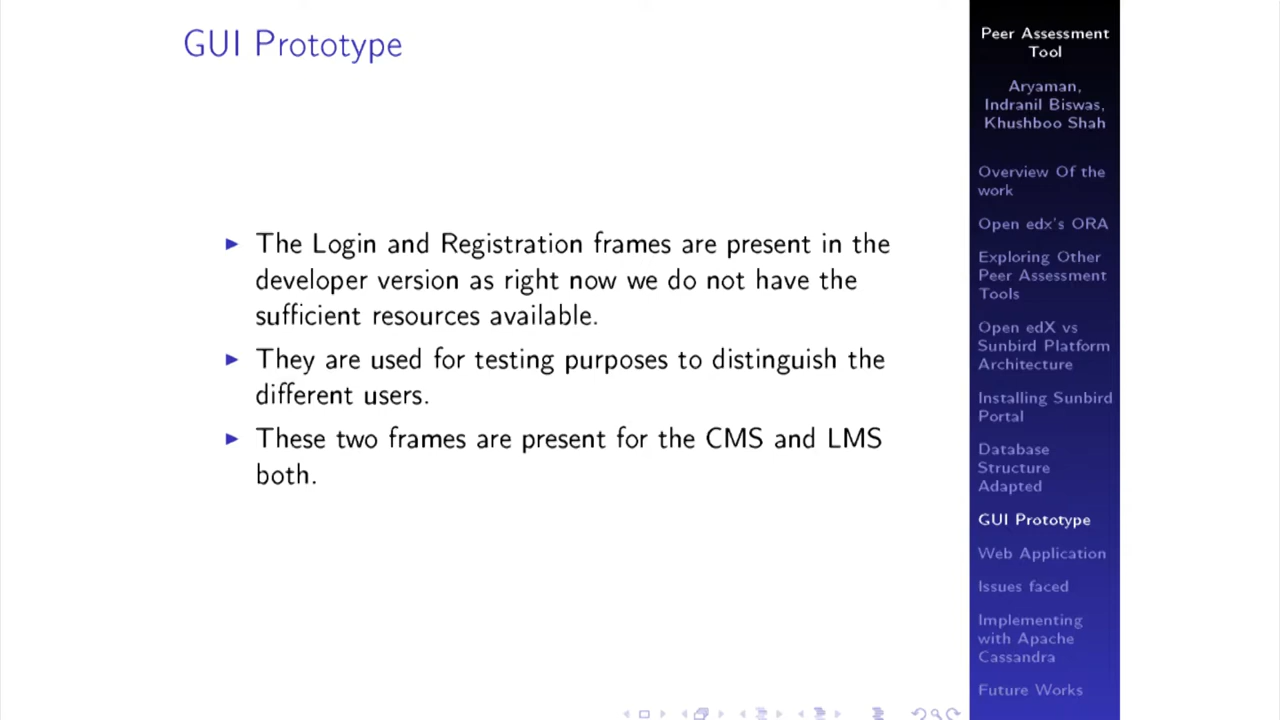 GUI Prototype
▶ The Login and Registration frames are present in the
developer version as right now we do not have the
sufficient resources available.
▶ They are used for testing purposes to distinguish the
different users.
▶ These two frames are present for the CMS and LMS
both.
Peer Assessment
Tool
Aryaman,
Indranil Biswas,
Khushboo Shah
Overview Of the
work
Open edx's ORA
Exploring Other
Peer Assessment
Tools
Open edX vs
Sunbird Platform
Architecture
Installing Sunbird
Portal
Database
Structure
Adapted
GUI Prototype
Web Application
Issues faced
Implementing
with Apache
Cassandra
Future Works